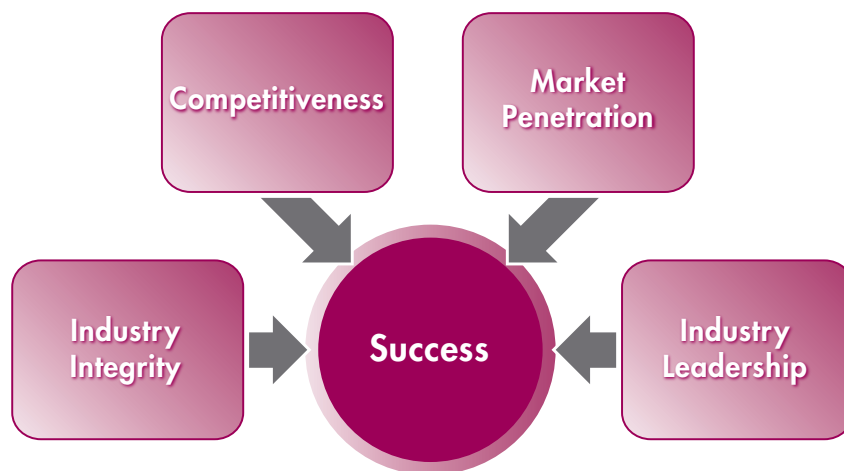 Competitiveness
Market
Penetration
Industry
Integrity
Success
Industry
Leadership